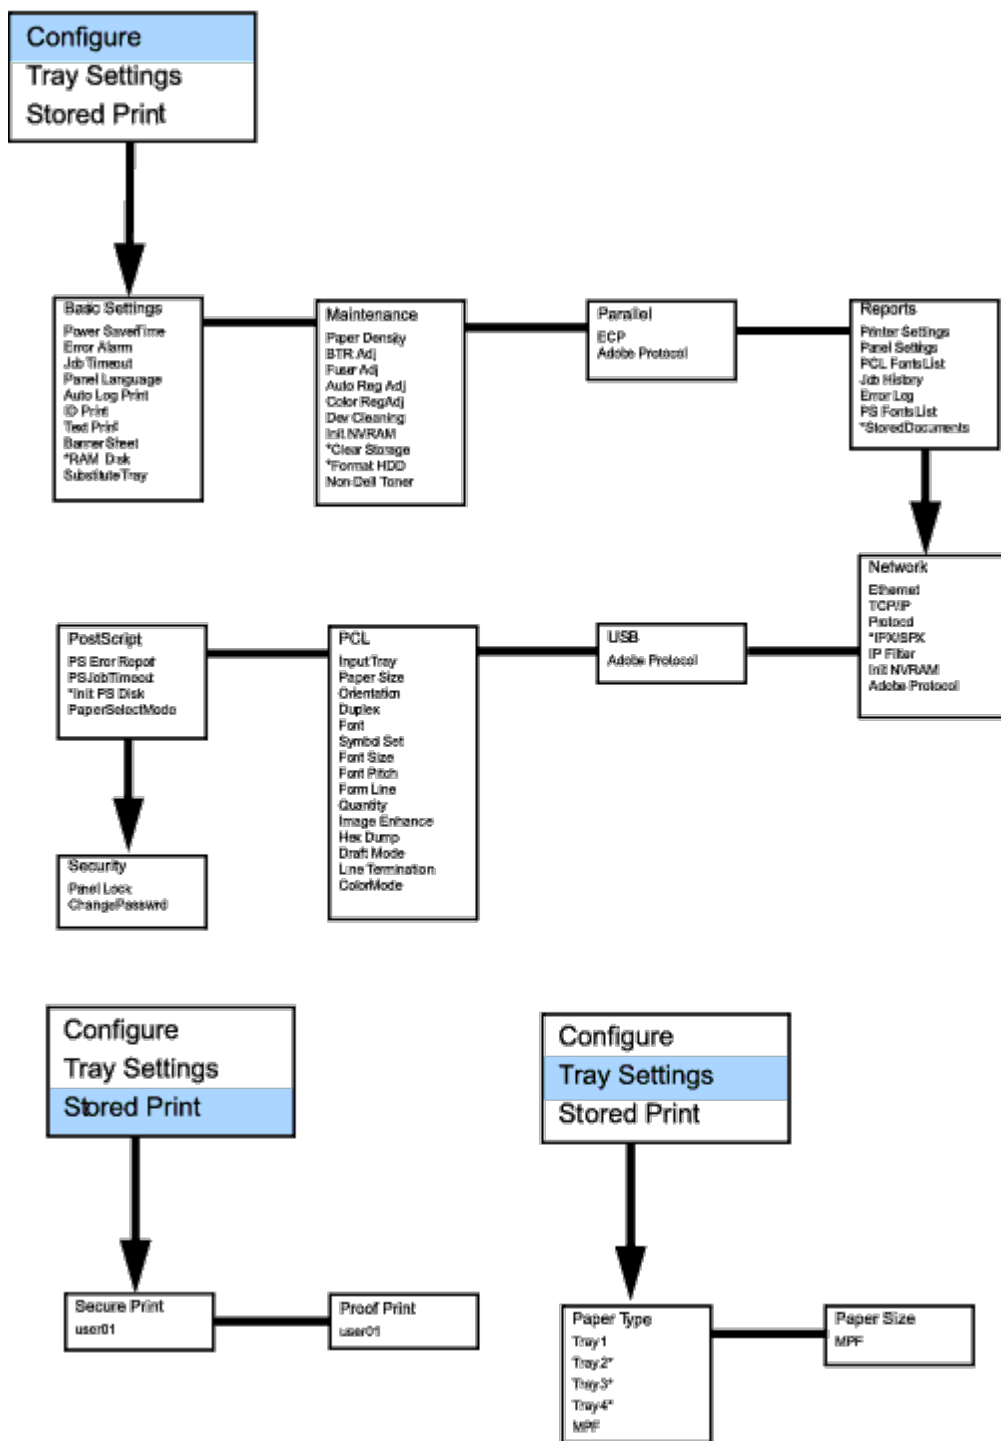 Configure
Tray Settings
Stored Print
Basic Settings
Power SaverTime
Error Alarm
Job Timeout
Panel Language
Auto Log Print
ID Print
Text Print
Banner Sheet
*RAM Disk
Substitute Tray
Maintenance
Paper Density
BTR Adj
Fuser Adj
Auto Reg Adj
Color RegAdj
Dev Cleaning
Init NVRAM
*Clear Storage
*Format HDD
Non-Dell Toner
Parallel
ECP
Adobe Protocol
Reports
Printer Settings
Panel Settings
PCL FontsList
Job History
Error Log
PS FontsList
*StoredDocuments
Network
Ethernet
TCP/IP
Protocol
*IPX/SPX
IP Filter
Init NVRAM
Adobe Protocol
USB
Adobe Protocol
PCL
InputTray
Paper Size
Orientation
Duplex
Font
Symbol Set
Font Size
Font Pitch
Form Line
Quantity
Image Enhance
Hex Dump
Draft Mode
Line Termination
ColorMode
PostScript
PS Error Report
PSJobTimeout
*Init PS Disk
PaperSelectMode
Security
Panel Lock
ChangePasswrd
Configure
Tray Settings
Stored Print
Secure Print
user01
Proof Print
user01
Configure
Tray Settings
Stored Print
Paper Type
Tray1
Tray2*
Tray3*
Tray4*
MPF
Paper Size
MPF